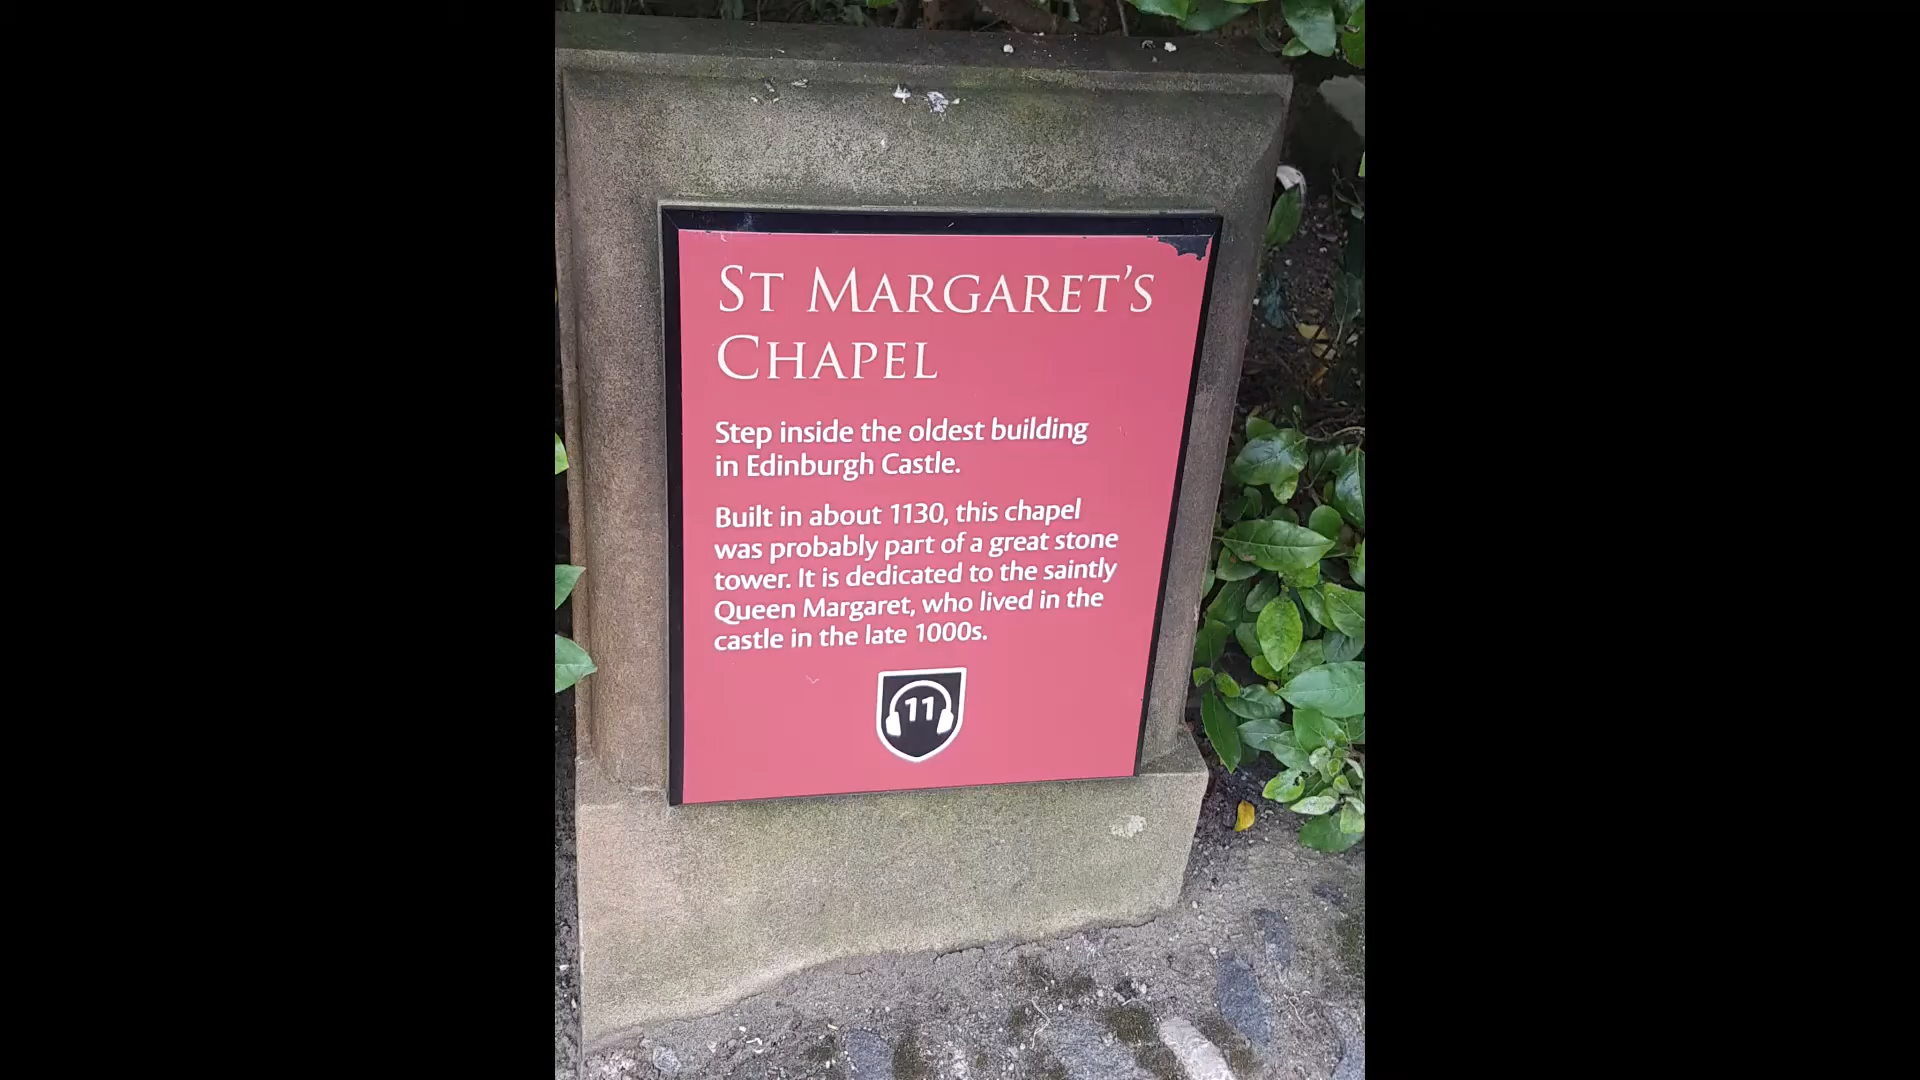 ST MARGARET'S
CHAPEL
Step inside the oldest building
in Edinburgh Castle.
Built in about 1130, this chapel
was probably part of a great stone
tower. It is dedicated to the saintly
Queen Margaret, who lived in the
castle in the late 1000s.
11